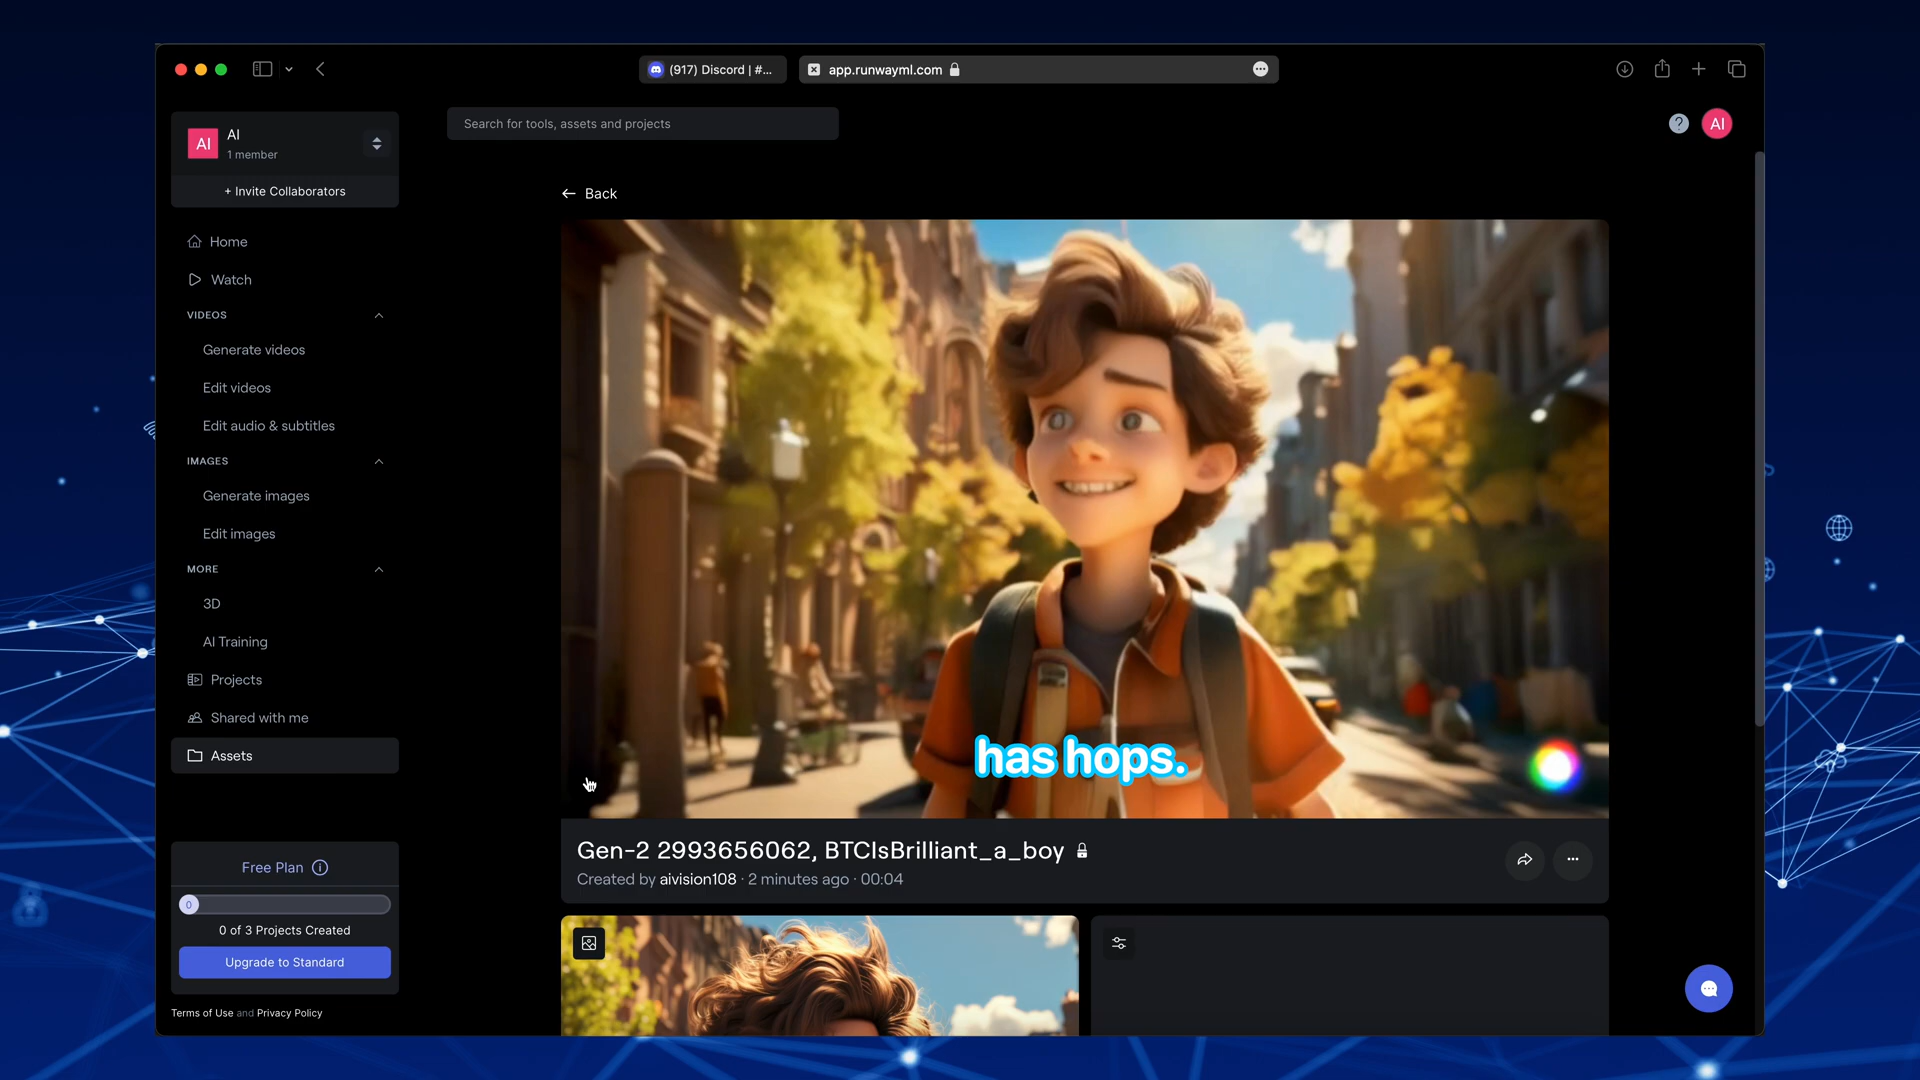 (917) Discord | #...
app.runwayml.com
AI
AI
1 member
+ Invite Collaborators
Search for tools, assets and projects
?
AI
Home
Watch
VIDEOS
Generate videos
Edit videos
Edit audio & subtitles
IMAGES
Generate images
Edit images
MORE
3D
AI Training
Projects
Shared with me
Assets
Free Plan
0
0 of 3 Projects Created
Upgrade to Standard
Terms of Use and Privacy Policy
← Back
has hops.
Gen-2 2993656062, BTCIsBrilliant_a_boy
Created by aivision108 · 2 minutes ago · 00:04